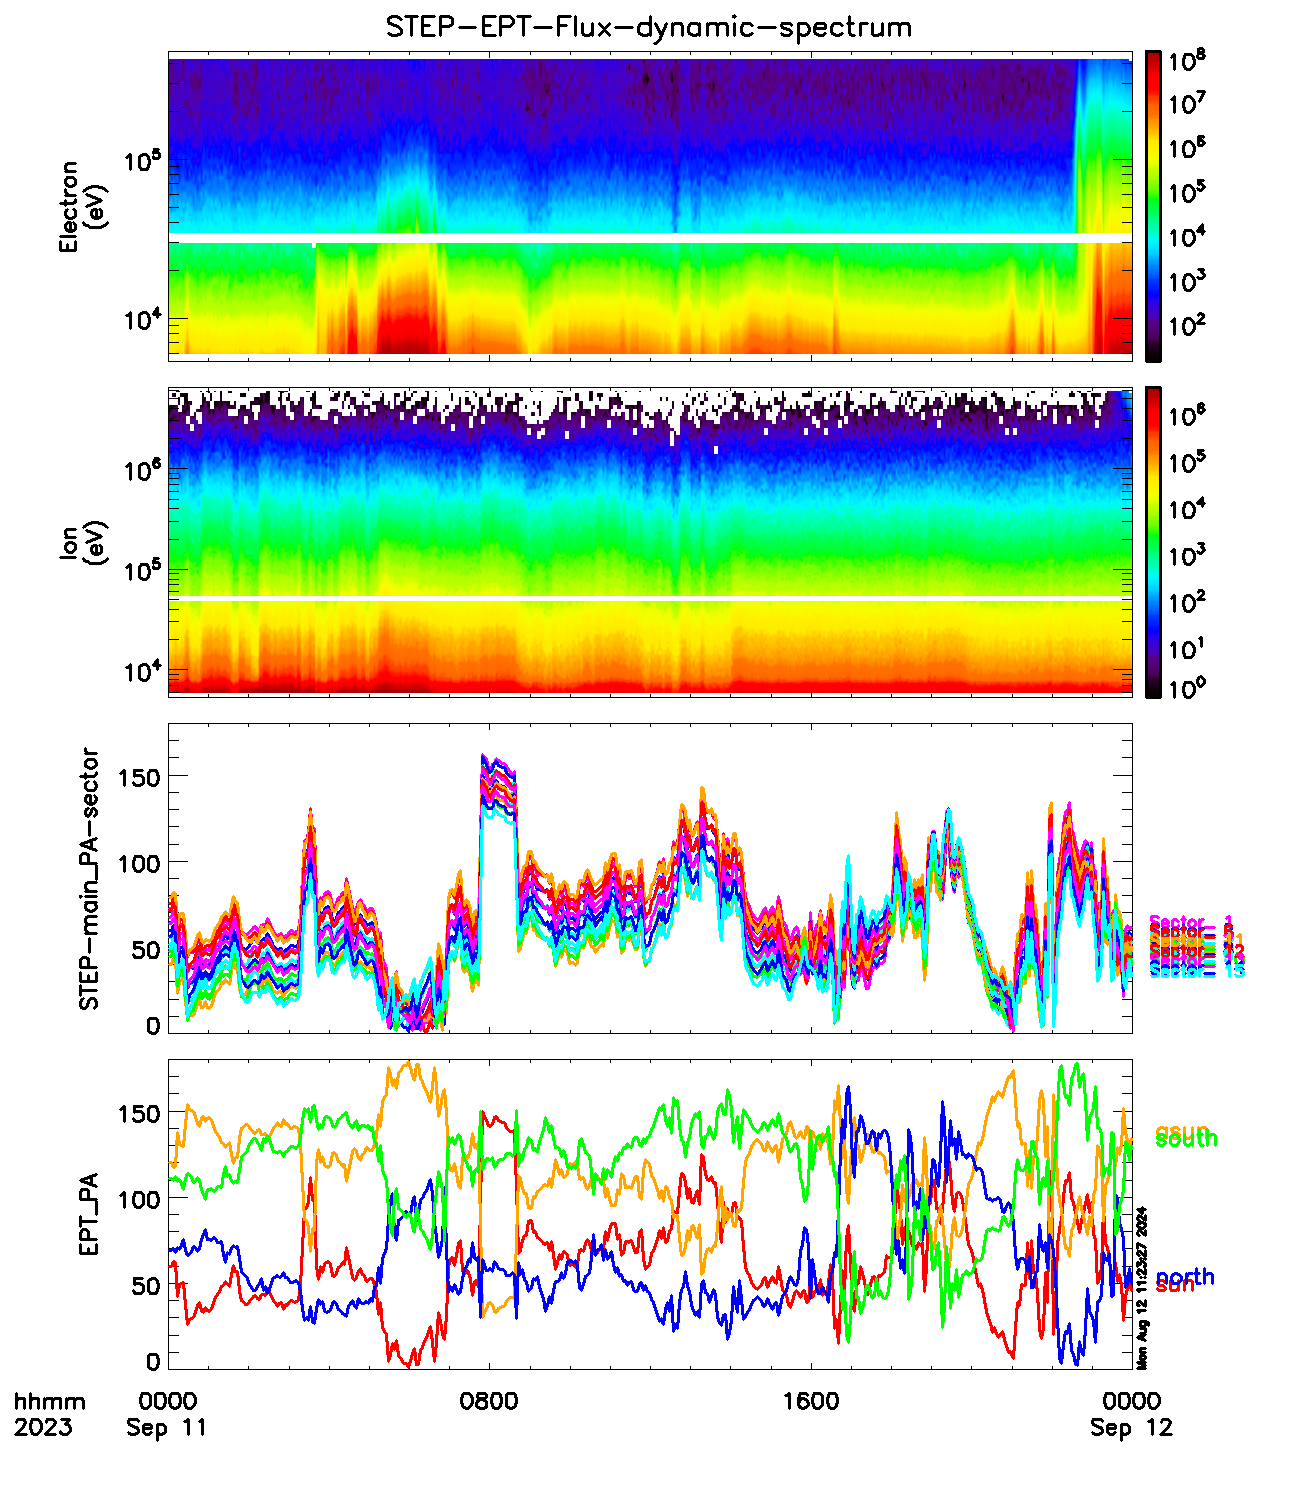 STEP-EPT-Flux-dynamic-spectrum
Electron
(eV)
10^5
10^4
10^8
10^7
10^6
10^5
10^4
10^3
10^2
Ion
(eV)
10^6
10^5
10^4
10^6
10^5
10^4
10^3
10^2
10^1
10^0
STEP-main_PA-sector
150
100
50
0
Sector_ 1
EPT_PA
150
100
50
0
asun
south
north
sun
Mon Aug 12 11:23:27 2024
hhmm
2023
0000
Sep 11
0800
1600
0000
Sep 12